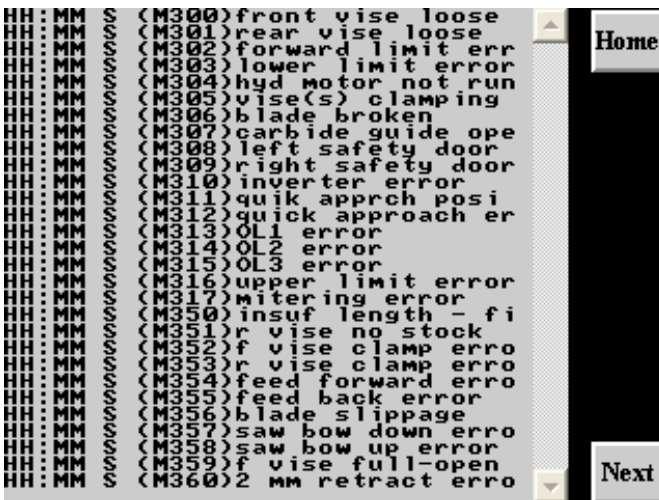 HH:MM S (M300)front vise loose
HH:MM S (M301)rear vise loose
HH:MM S (M302)forward limit err
HH:MM S (M303)lower limit error
HH:MM S (M304)hyd motor not run
HH:MM S (M305)vise(s) clamping
HH:MM S (M306)blade broken
HH:MM S (M307)carbide guide ope
HH:MM S (M308)left safety door
HH:MM S (M309)right safety door
HH:MM S (M310)inverter error
HH:MM S (M311)quik apprch posi
HH:MM S (M312)quick approach er
HH:MM S (M313)OL1 error
HH:MM S (M314)OL2 error
HH:MM S (M315)OL3 error
HH:MM S (M316)upper limit error
HH:MM S (M317)mitering error
HH:MM S (M350)insuf length - fi
HH:MM S (M351)r vise no stock
HH:MM S (M352)f vise clamp erro
HH:MM S (M353)r vise clamp erro
HH:MM S (M354)feed forward erro
HH:MM S (M355)feed back error
HH:MM S (M356)blade slippage
HH:MM S (M357)saw bow down erro
HH:MM S (M358)saw bow up error
HH:MM S (M359)f vise full-open
HH:MM S (M360)2 mm retract erro
Home
Next